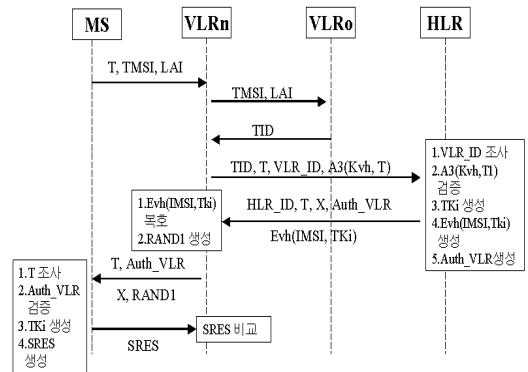 MS VLRn VLRo HLR
T, TMSI, LAI
TMSI, LAI
TID
TID, T, VLR_ID, A3(Kvh, T)
1.VLR_ID 조사
2.A3(Kvh,T1)
검증
3.TKi 생성
4.Evh(IMSI,Tki)
생성
5.Auth_VLR생성
HLR_ID, T, X, Auth_VLR
Evh(IMSI, TKi)
1.Evh(IMSI,Tki)
복호
2.RAND1 생성
T, Auth_VLR
X, RAND1
1.T 조사
2.Auth_VLR
검증
3.TKi 생성
4.SRES
생성
SRES
SRES 비교